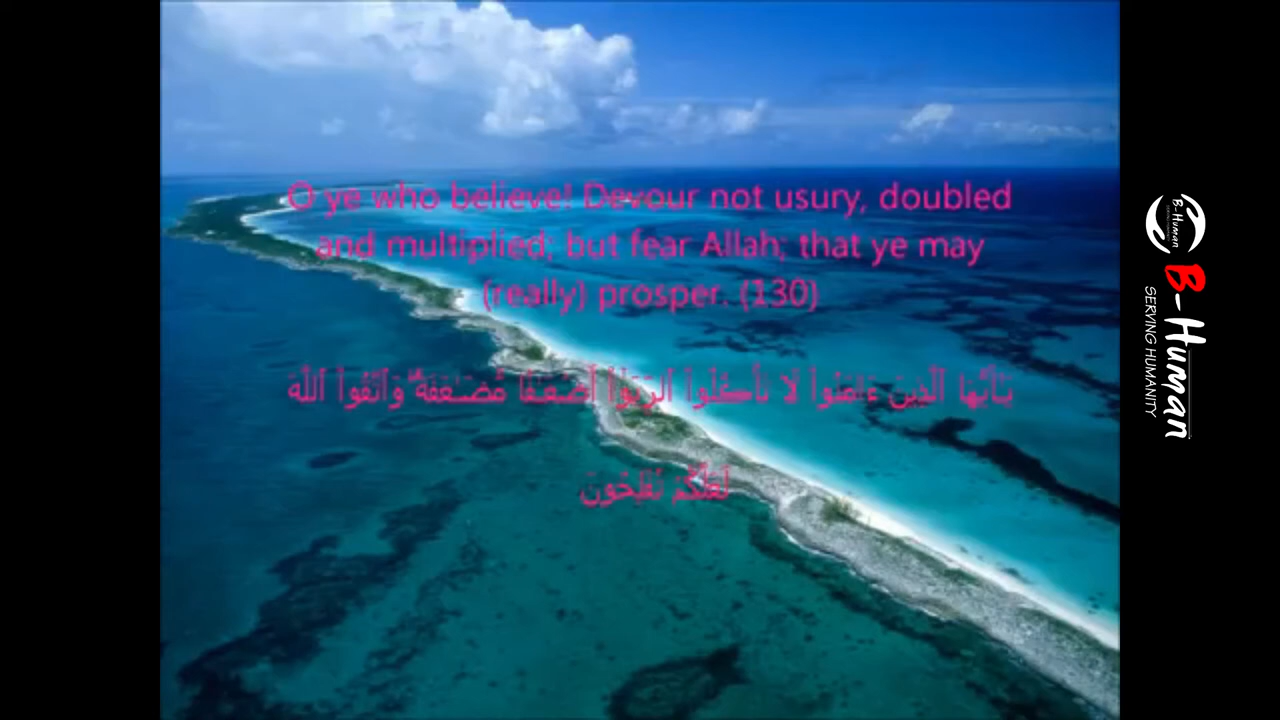 O ye who believe! Devour not usury, doubled
and multiplied; but fear Allah; that ye may
(really) prosper. (130)
يَـٰٓأَيُّهَا ٱلَّذِينَ ءَامَنُوا۟ لَا تَأْكُلُوا۟ ٱلرِّبَوٰٓا۟ أَضْعَـٰفًا مُّضَـٰعَفَةً ۖ وَٱتَّقُوا۟ ٱللَّهَ
لَعَلَّكُمْ تُفْلِحُونَ
B-Human
B-Human
SERVING HUMANITY